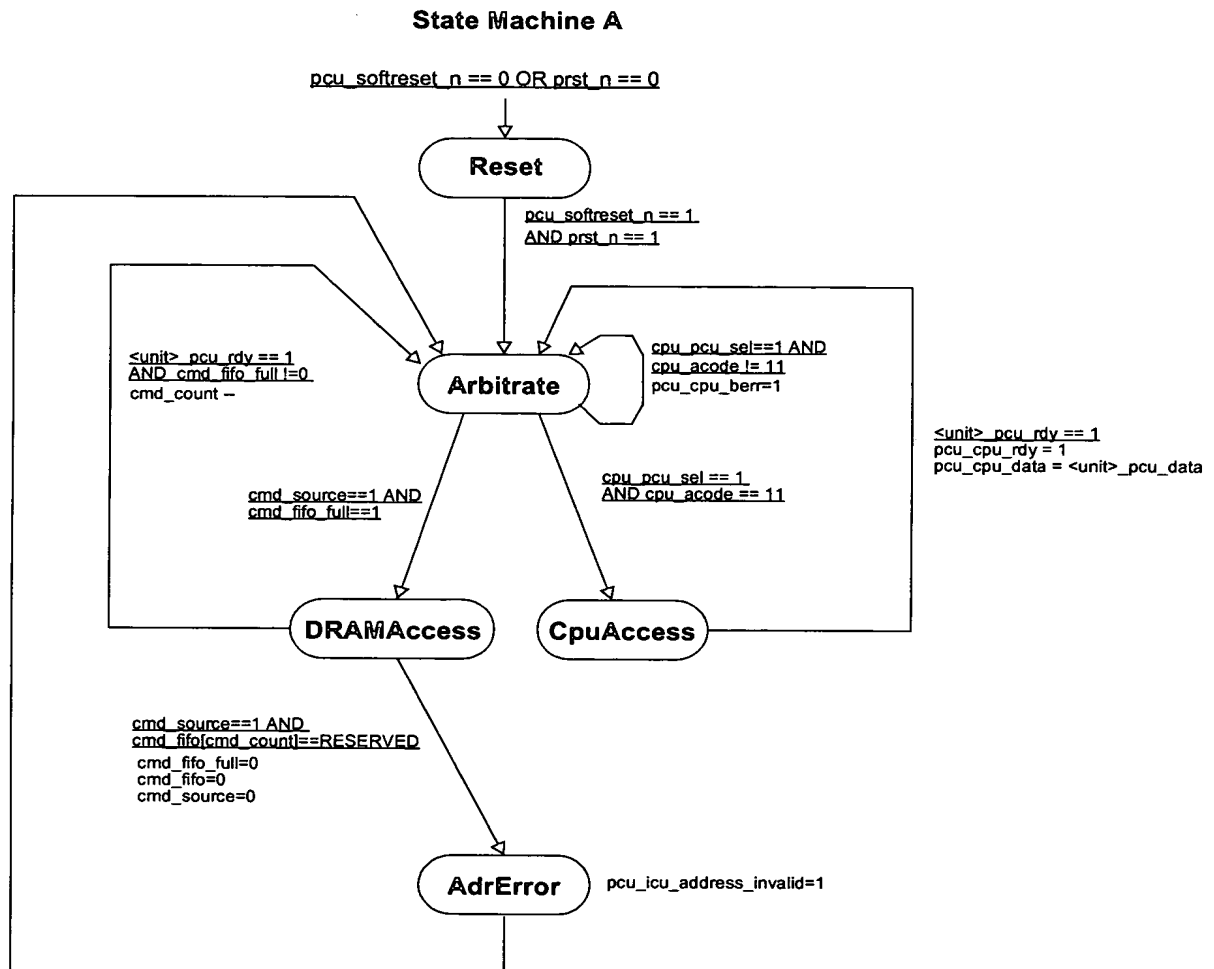 State Machine A
pcu_softreset_n == 0 OR prst_n == 0
Reset
pcu_softreset_n == 1
AND prst_n == 1
<unit>_pcu_rdy == 1
AND cmd_fifo_full !=0
cmd_count --
Arbitrate
cpu_pcu_sel==1 AND
cpu_acode != 11
pcu_cpu_berr=1
<unit>_pcu_rdy == 1
pcu_cpu_rdy = 1
pcu_cpu_data = <unit>_pcu_data
cmd_source==1 AND
cmd_fifo_full==1
cpu_pcu_sel == 1
AND cpu_acode == 11
DRAMAccess
CpuAccess
cmd_source==1 AND
cmd_fifo[cmd_count]==RESERVED
cmd_fifo_full=0
cmd_fifo=0
cmd_source=0
AdrError
pcu_icu_address_invalid=1